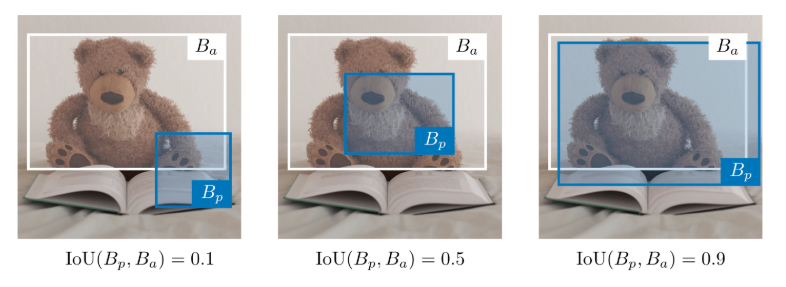 B_a
B_p
IoU(B_p, B_a) = 0.1
B_a
B_p
IoU(B_p, B_a) = 0.5
B_a
B_p
IoU(B_p, B_a) = 0.9